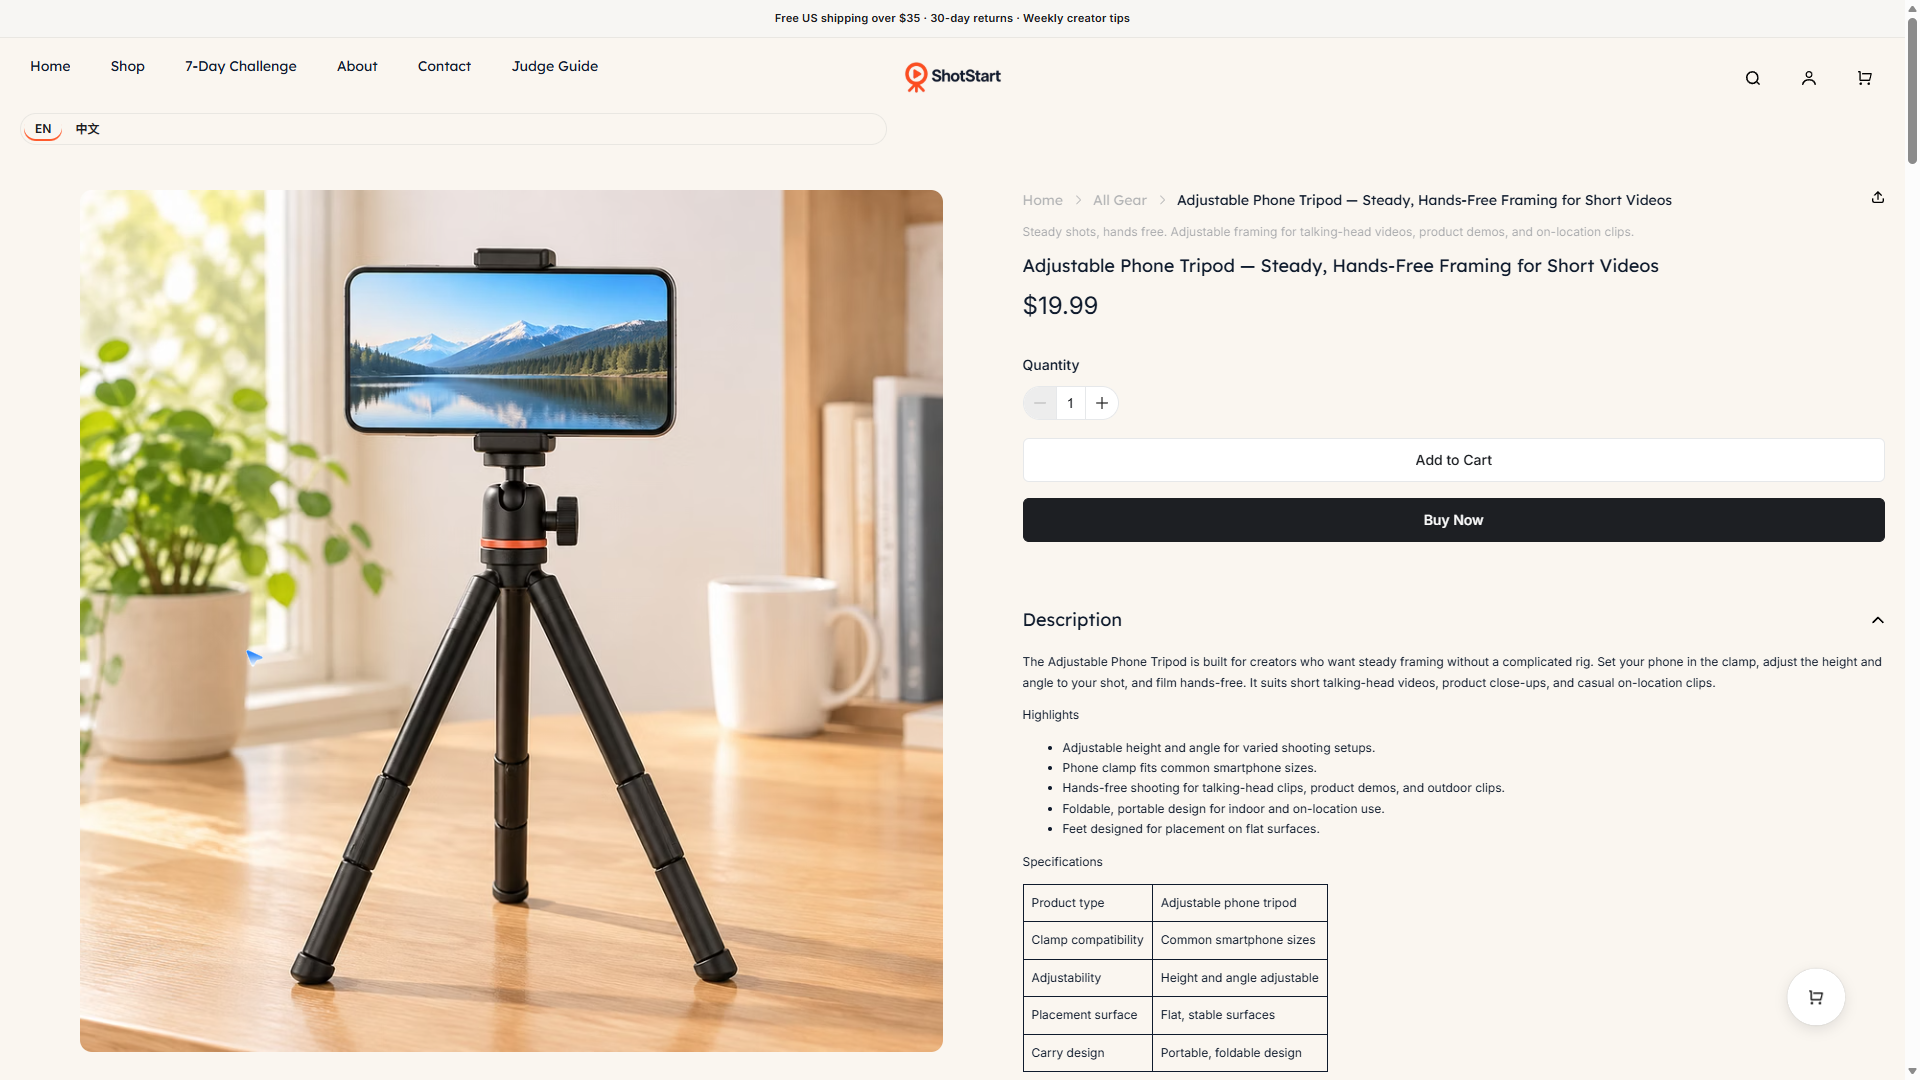 Free US shipping over $35 · 30-day returns · Weekly creator tips
Home
Shop
7-Day Challenge
About
Contact
Judge Guide
ShotStart
EN
中文
Home
All Gear
Adjustable Phone Tripod — Steady, Hands-Free Framing for Short Videos
Steady shots, hands free. Adjustable framing for talking-head videos, product demos, and on-location clips.
Adjustable Phone Tripod — Steady, Hands-Free Framing for Short Videos
$19.99
Quantity
1
Add to Cart
Buy Now
Description
The Adjustable Phone Tripod is built for creators who want steady framing without a complicated rig. Set your phone in the clamp, adjust the height and
angle to your shot, and film hands-free. It suits short talking-head videos, product close-ups, and casual on-location clips.
Highlights
Adjustable height and angle for varied shooting setups.
Phone clamp fits common smartphone sizes.
Hands-free shooting for talking-head clips, product demos, and outdoor clips.
Foldable, portable design for indoor and on-location use.
Feet designed for placement on flat surfaces.
Specifications
Product type
Adjustable phone tripod
Clamp compatibility
Common smartphone sizes
Adjustability
Height and angle adjustable
Placement surface
Flat, stable surfaces
Carry design
Portable, foldable design